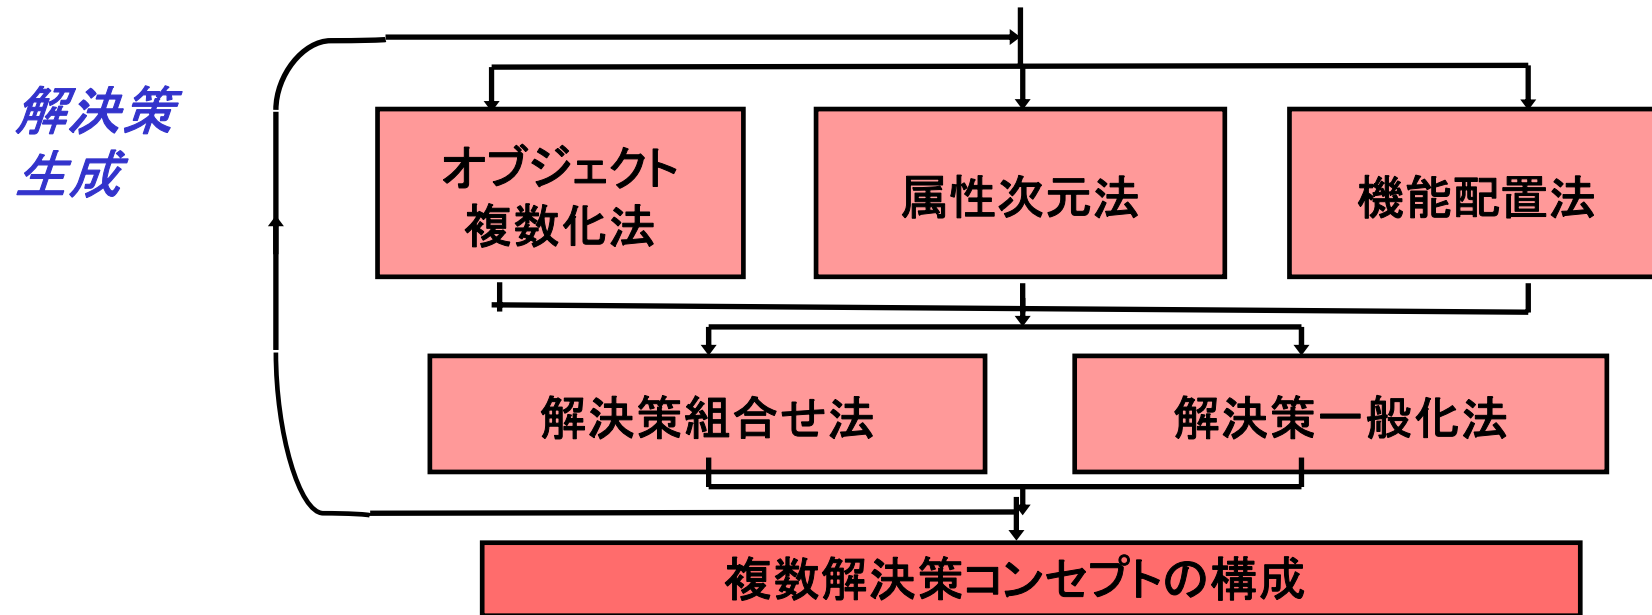 解決策
生成
オブジェクト
複数化法
属性次元法
機能配置法
解決策組合せ法
解決策一般化法
複数解決策コンセプトの構成